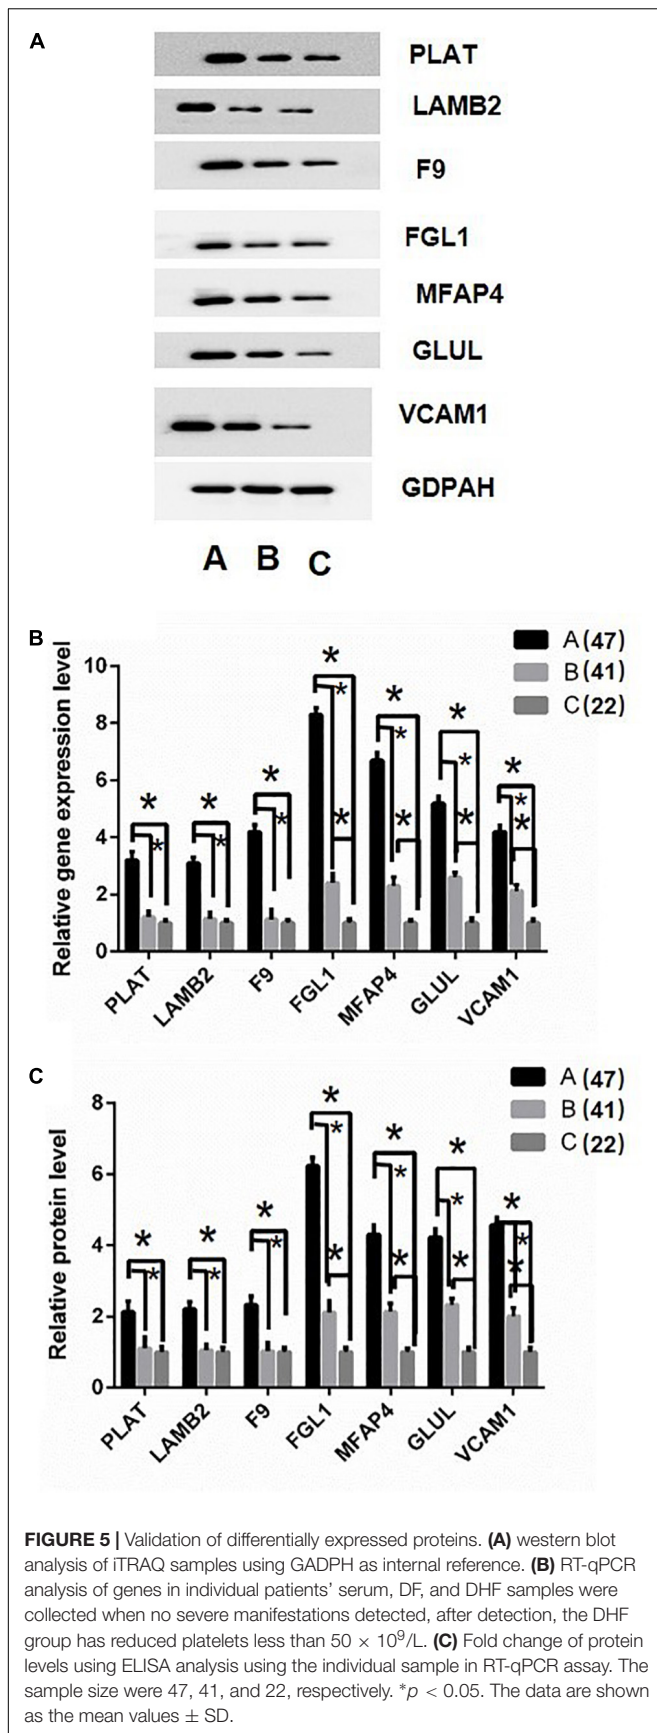 A
PLAT
LAMB2
F9
FGL1
MFAP4
GLUL
VCAM1
GDPAH
A B C
B
A (47)
B (41)
C (22)
Relative gene expression level
10
8
6
4
2
0
* * * * * * * * * * * * * * * * * *
PLAT LAMB2 F9 FGL1 MFAP4 GLUL VCAM1
C
A (47)
B (41)
C (22)
Relative protein level
8
6
4
2
0
* * * * * * * * * * * * * * * * * *
PLAT LAMB2 F9 FGL1 MFAP4 GLUL VCAM1
FIGURE 5 | Validation of differentially expressed proteins. (A) western blot
analysis of iTRAQ samples using GADPH as internal reference. (B) RT-qPCR
analysis of genes in individual patients' serum, DF, and DHF samples were
collected when no severe manifestations detected, after detection, the DHF
group has reduced platelets less than 50 × 10⁹/L. (C) Fold change of protein
levels using ELISA analysis using the individual sample in RT-qPCR assay. The
sample size were 47, 41, and 22, respectively. *p < 0.05. The data are shown
as the mean values ± SD.